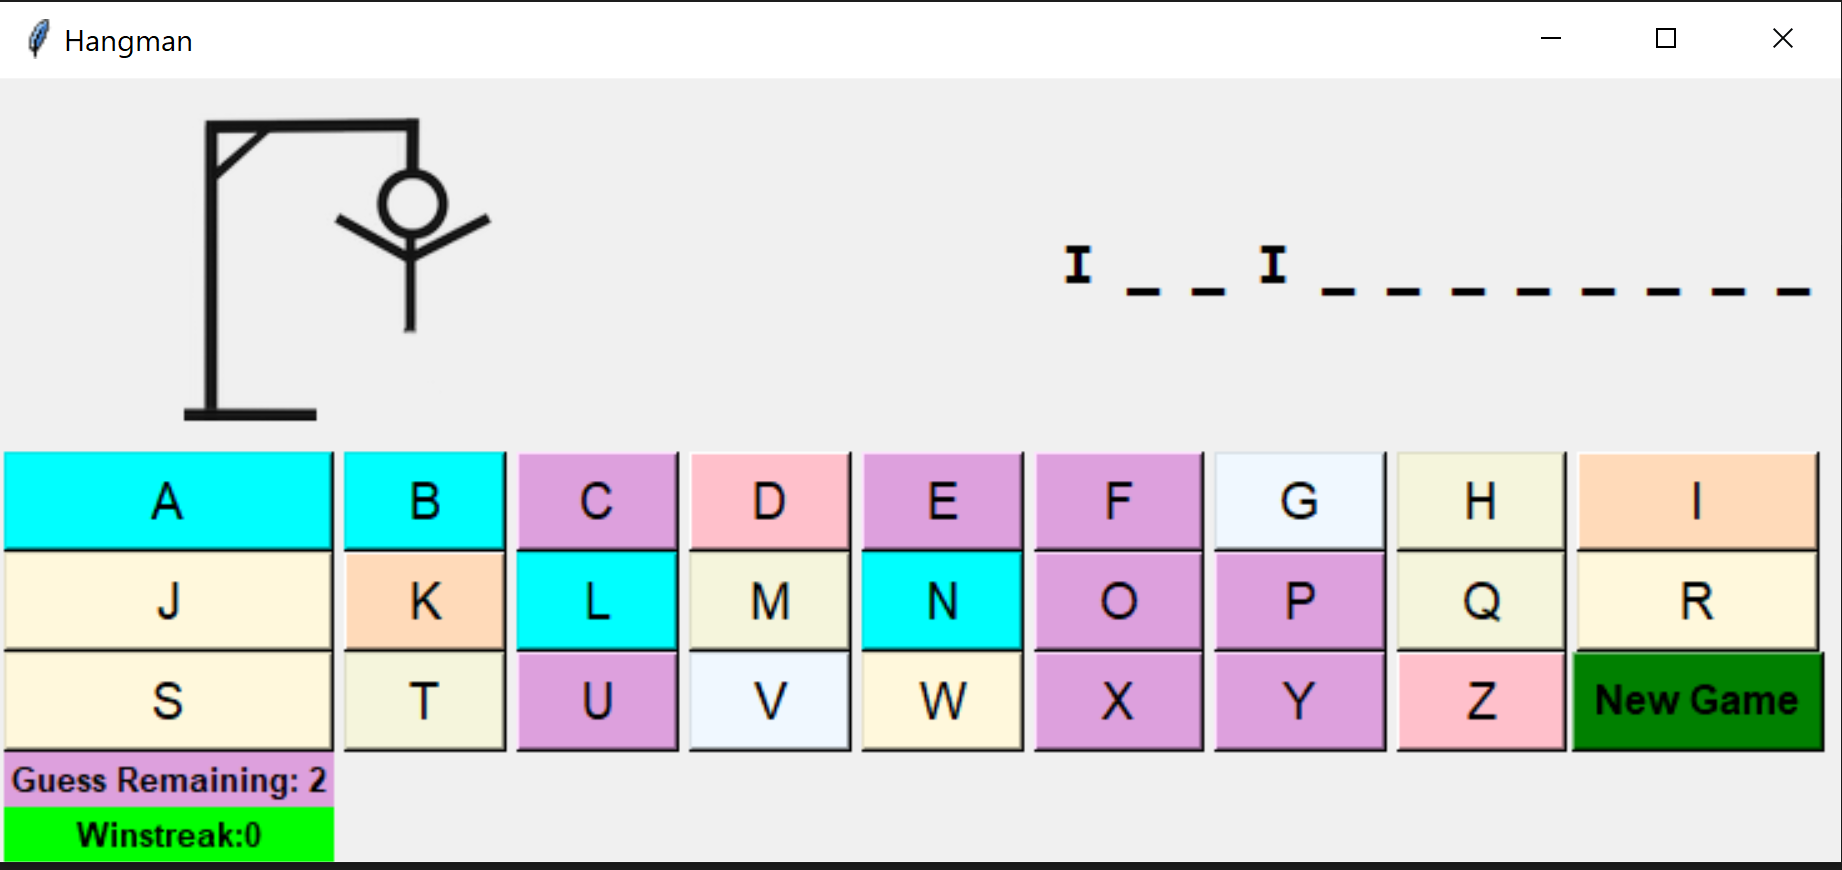 Hangman
I _ _ I _ _ _ _ _ _ _ _
A B C D E F G H I
J K L M N O P Q R
S T U V W X Y Z New Game
Guess Remaining: 2
Winstreak:0